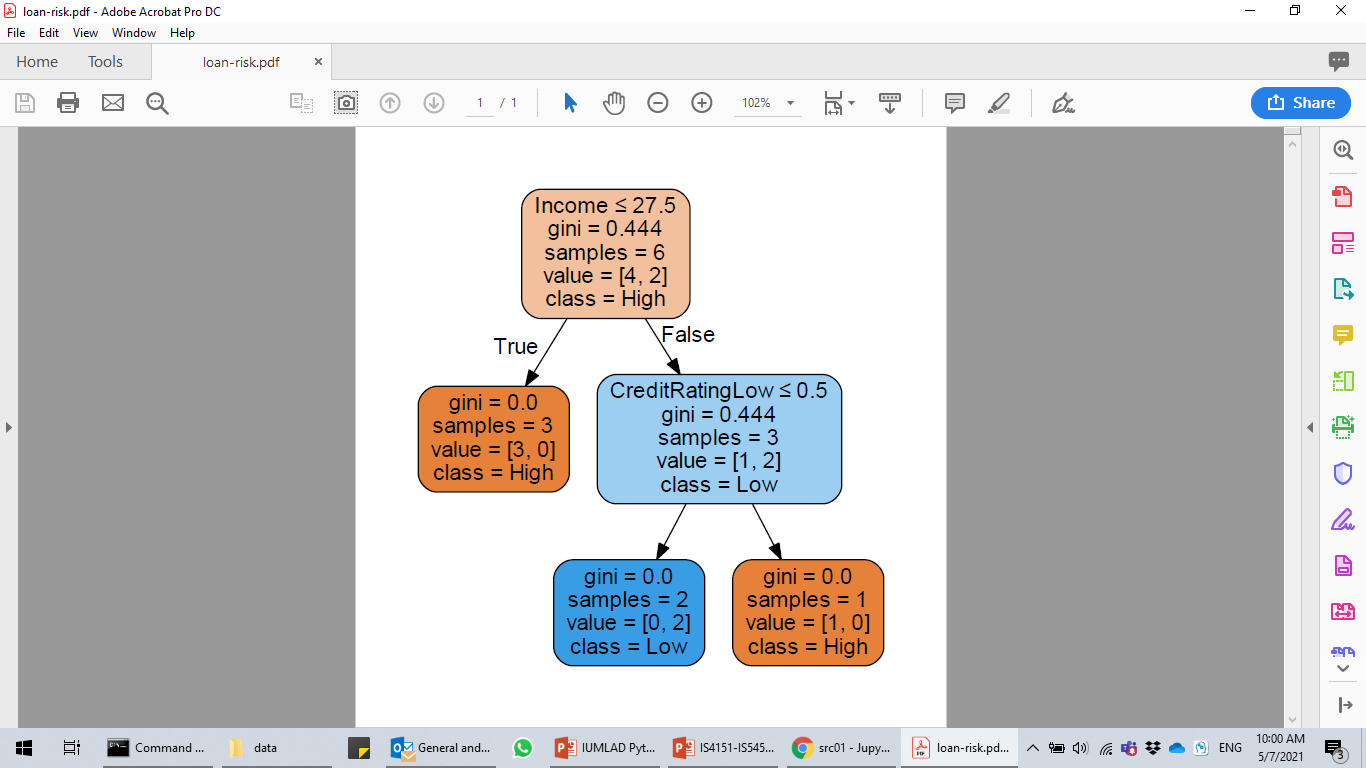 loan-risk.pdf - Adobe Acrobat Pro DC
File Edit View Window Help
Home Tools loan-risk.pdf ×
1 / 1 102% Share
Income ≤ 27.5
gini = 0.444
samples = 6
value = [4, 2]
class = High
True
False
gini = 0.0
samples = 3
value = [3, 0]
class = High
CreditRatingLow ≤ 0.5
gini = 0.444
samples = 3
value = [1, 2]
class = Low
gini = 0.0
samples = 2
value = [0, 2]
class = Low
gini = 0.0
samples = 1
value = [1, 0]
class = High
Command ... data General and... IUMLAD Pyt... IS4151-IS545... src01 - Jupy... loan-risk.pd... ENG
10:00 AM
5/7/2021
3